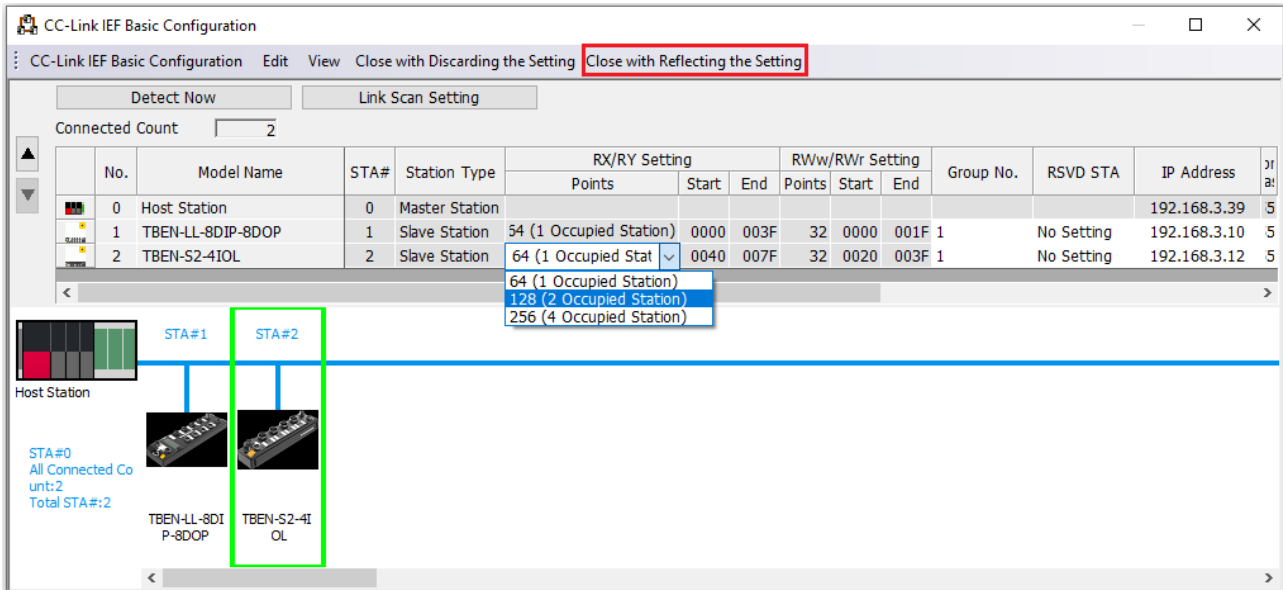 CC-Link IEF Basic Configuration
CC-Link IEF Basic Configuration Edit View Close with Discarding the Setting Close with Reflecting the Setting
Detect Now Link Scan Setting
Connected Count 2
No. Model Name STA# Station Type RX/RY Setting RWw/RWr Setting Group No. RSVD STA IP Address
Points Start End Points Start End
0 Host Station 0 Master Station 192.168.3.39
1 TBEN-LL-8DIP-8DOP 1 Slave Station 64 (1 Occupied Station) 0000 003F 32 0000 001F 1 No Setting 192.168.3.10
2 TBEN-S2-4IOL 2 Slave Station 64 (1 Occupied Stat 0040 007F 32 0020 003F 1 No Setting 192.168.3.12
64 (1 Occupied Station)
128 (2 Occupied Station)
256 (4 Occupied Station)
STA#1 STA#2
Host Station
STA#0
All Connected Co
unt:2
Total STA#:2
TBEN-LL-8DI
P-8DOP
TBEN-S2-4I
OL